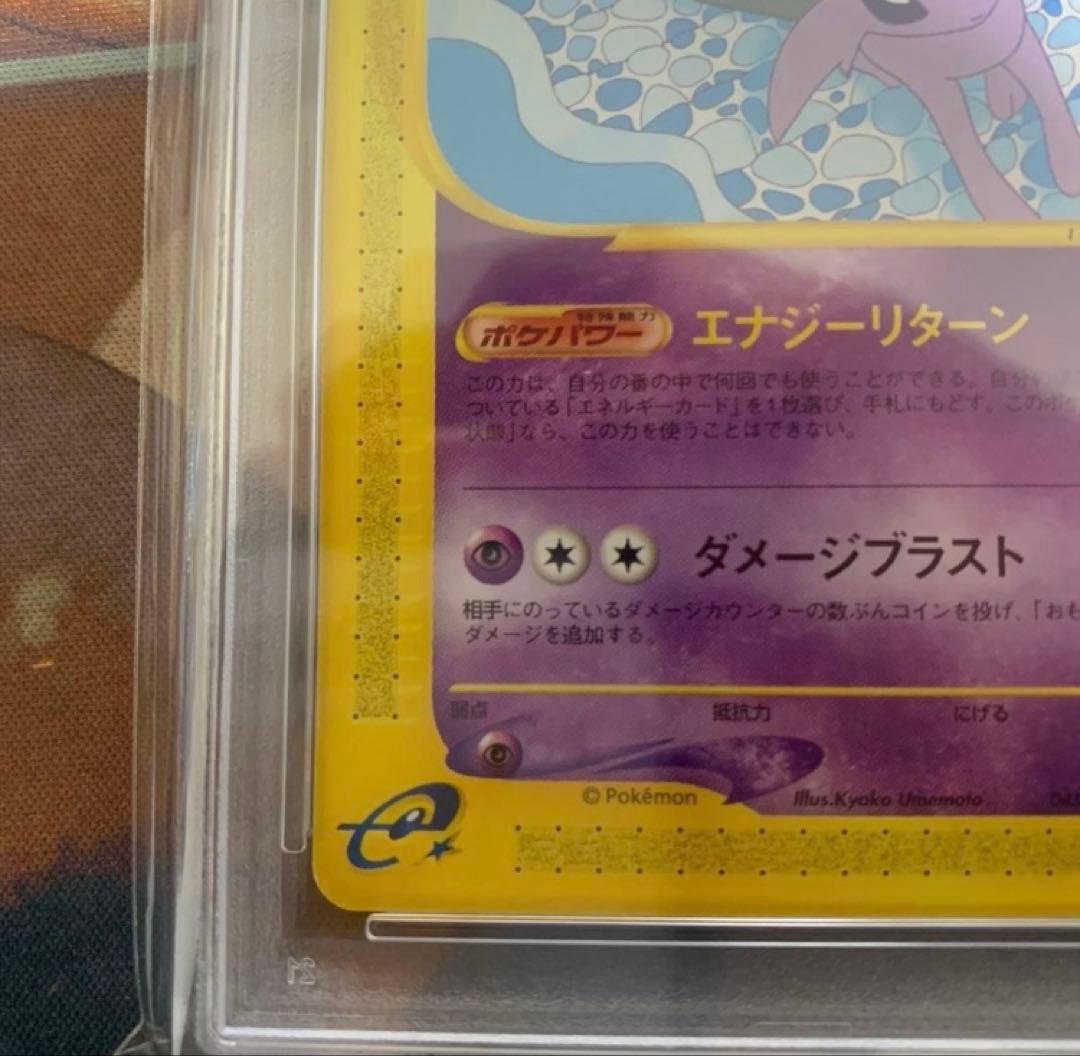 特殊能力
ポケパワー エナジーリターン
この力は、自分の番の中で何回でも使うことができる。自分
ついている「エネルギーカード」を1枚選び、手札にもどす。このポケ
状態」なら、この力を使うことはできない。
ダメージブラスト
相手にのっているダメージカウンターの数ぶんコインを投げ、「おも
ダメージを追加する。
弱点 抵抗力 にげる
©Pokémon Illus.Kyoko Umemoto